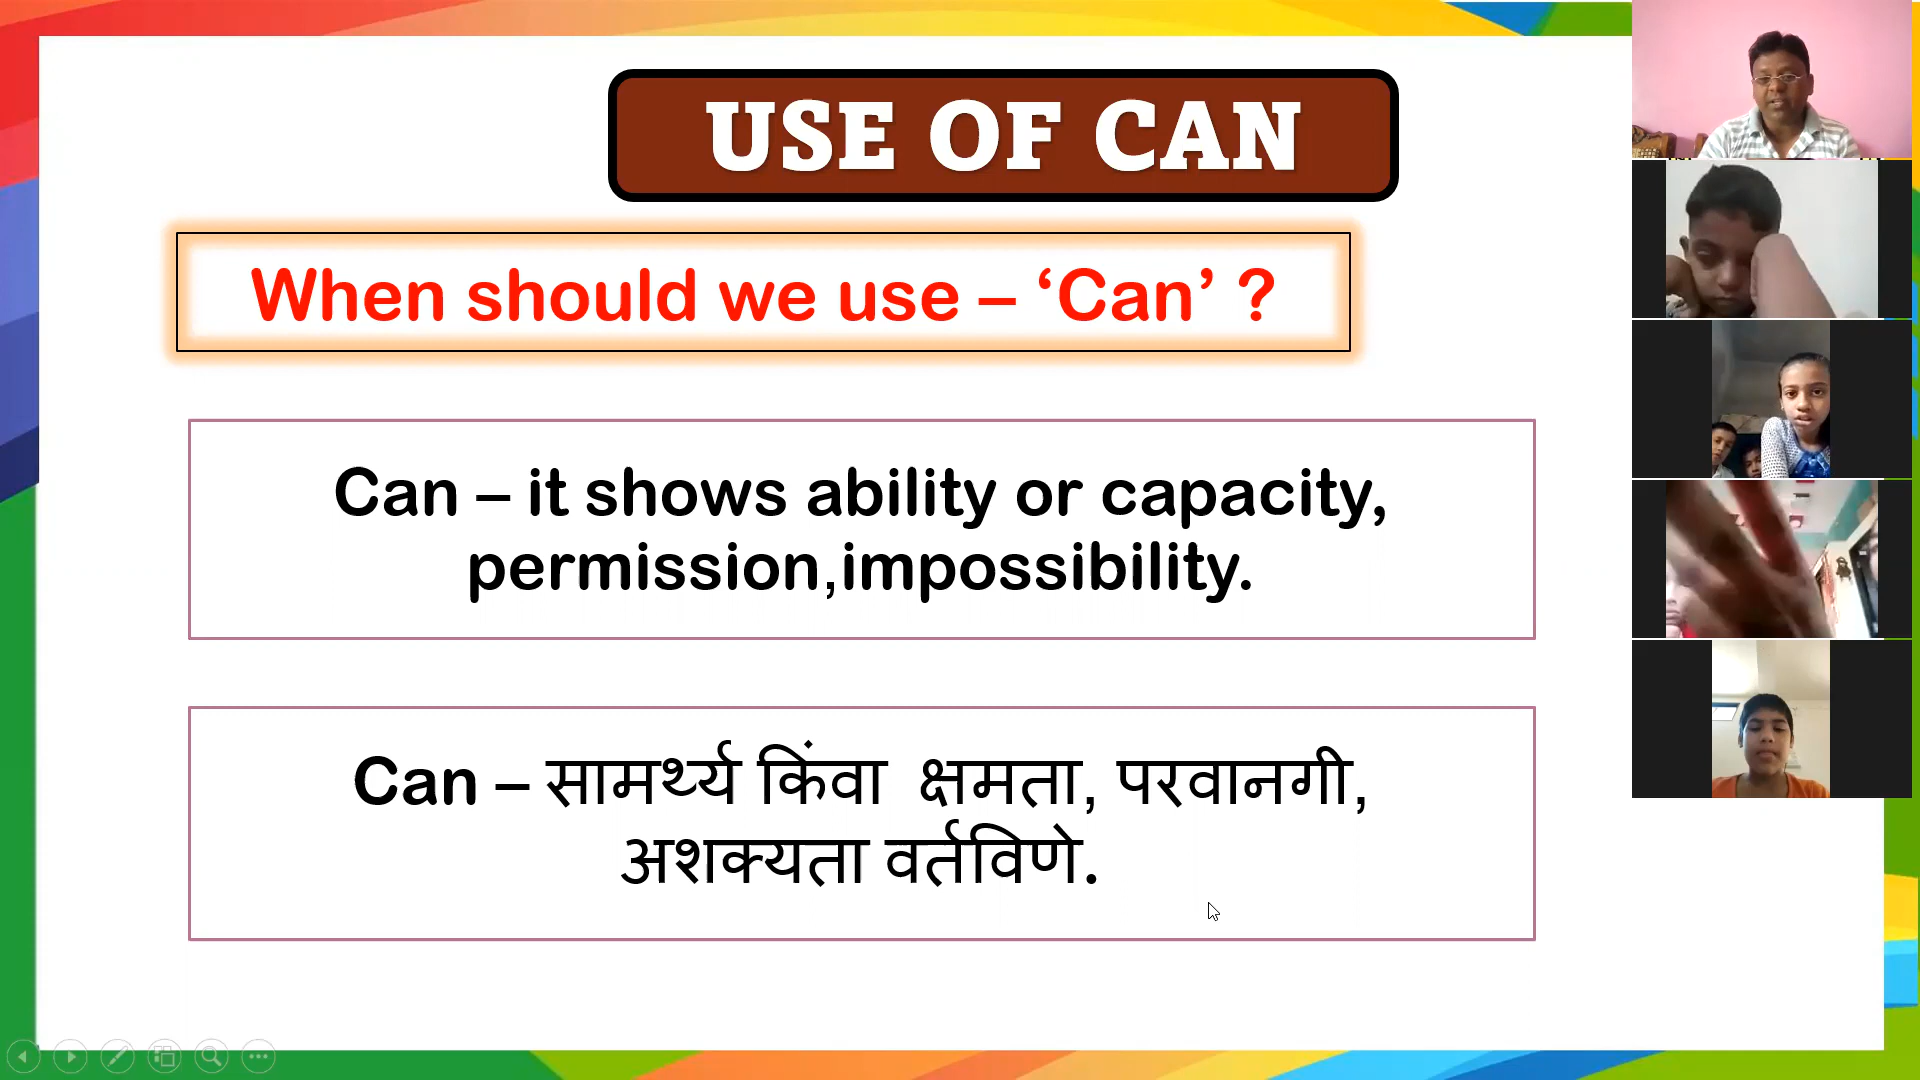 USE OF CAN
When should we use – ‘Can’ ?
Can – it shows ability or capacity,
permission,impossibility.
Can – सामर्थ्य किंवा क्षमता, परवानगी,
अशक्यता वर्तविणे.